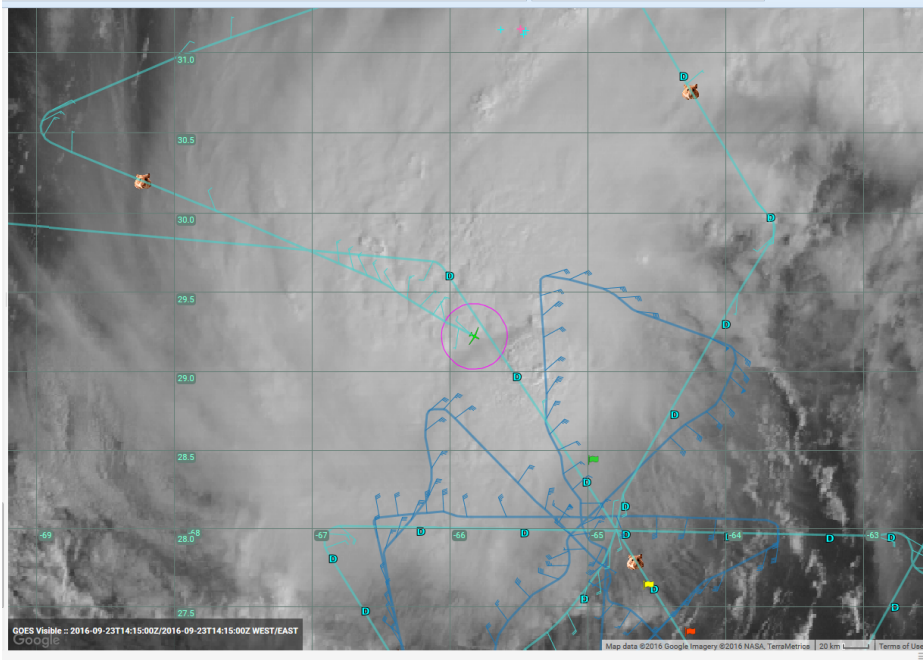 31.0
D
30.5
30.0
D
D
29.5
D
29.0
D
D
28.5
D
D
-69
-68
28.0
-67
D
-66
D
-65
D
-64
D
-63
D
D
D
D
D
27.5
D
D
GOES Visible :: 2016-09-23T14:15:00Z/2016-09-23T14:15:00Z WEST/EAST
Google
Map data ©2016 Google Imagery ©2016 NASA, TerraMetrics
20 km
Terms of Use